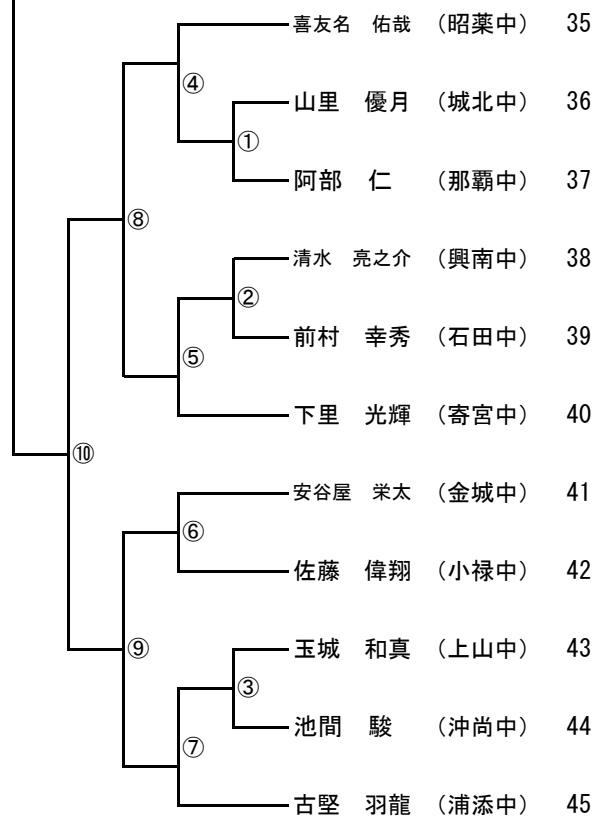 喜友名　佑哉　（昭薬中）　35
④
山里　優月　（城北中）　36
①
阿部　仁　（那覇中）　37
⑧
清水　亮之介　（興南中）　38
②
前村　幸秀　（石田中）　39
⑤
下里　光輝　（寄宮中）　40
⑩
安谷屋　栄太　（金城中）　41
⑥
佐藤　偉翔　（小禄中）　42
⑨
玉城　和真　（上山中）　43
③
池間　駿　（沖尚中）　44
⑦
古堅　羽龍　（浦添中）　45